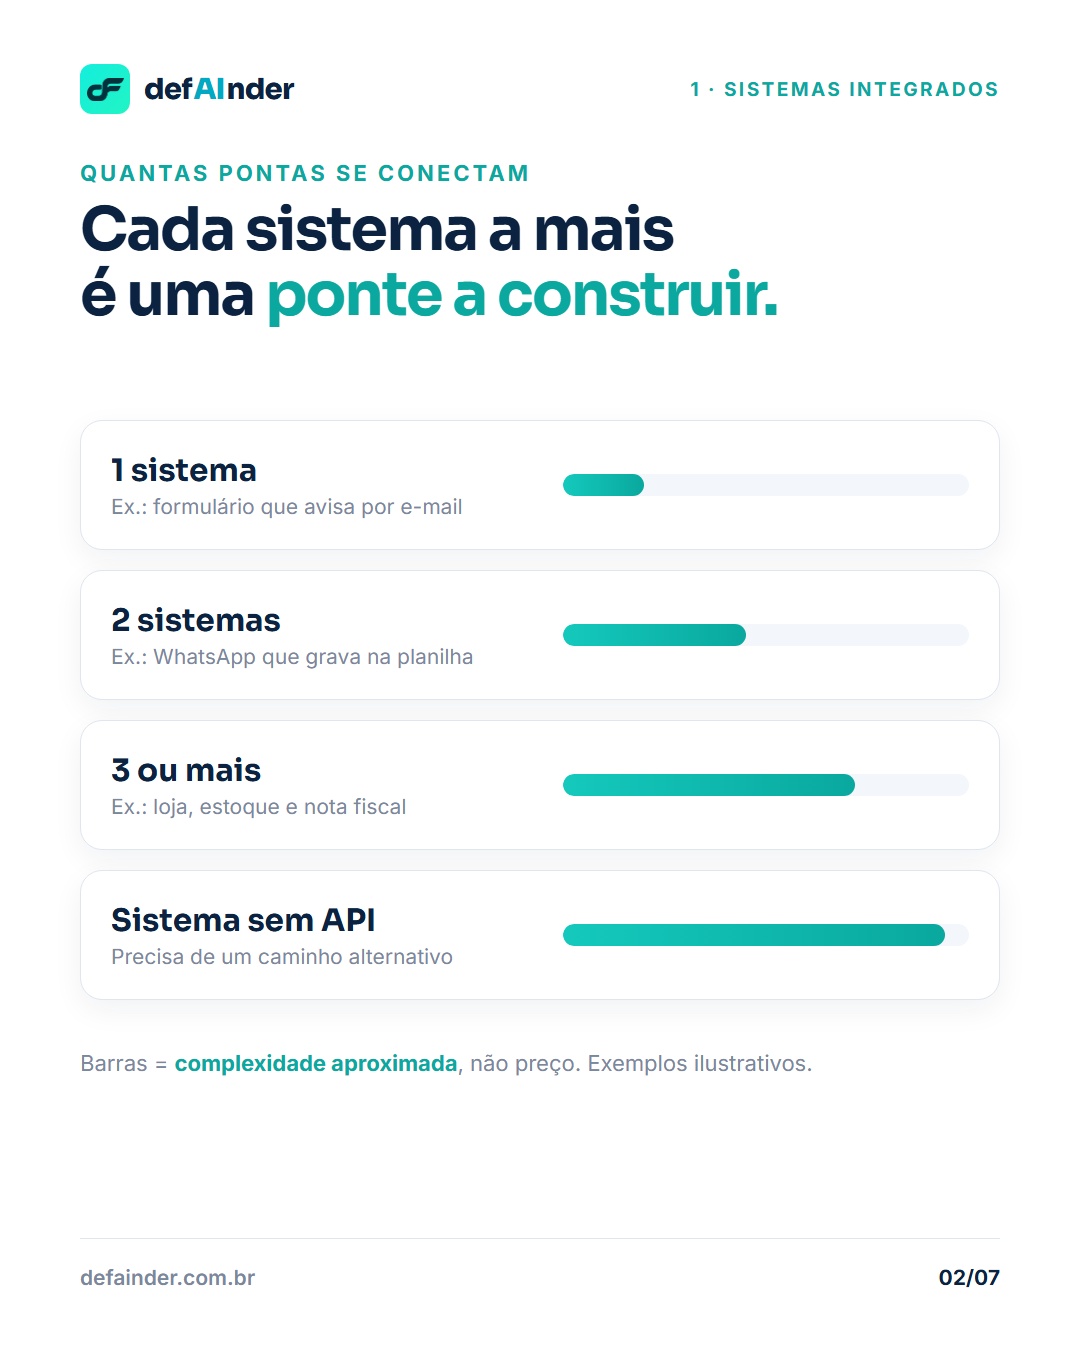 defAInder
1 · SISTEMAS INTEGRADOS
QUANTAS PONTAS SE CONECTAM
Cada sistema a mais
é uma ponte a construir.
1 sistema
Ex.: formulário que avisa por e-mail
2 sistemas
Ex.: WhatsApp que grava na planilha
3 ou mais
Ex.: loja, estoque e nota fiscal
Sistema sem API
Precisa de um caminho alternativo
Barras = complexidade aproximada, não preço. Exemplos ilustrativos.
defainder.com.br
02/07